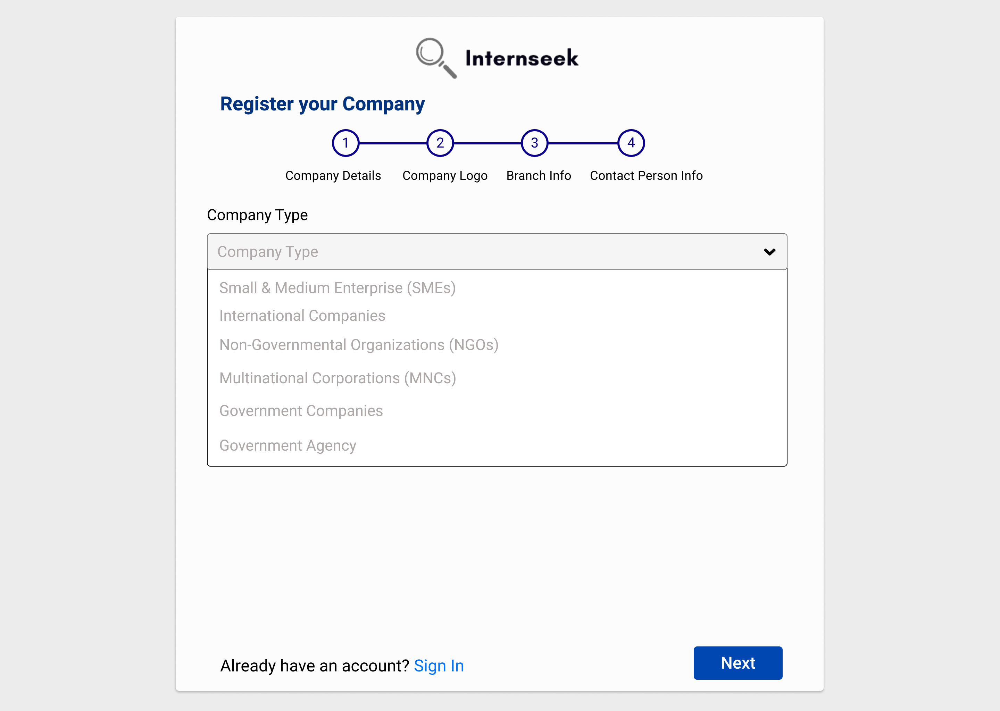 Internseek
Register your Company
1 2 3 4
Company Details Company Logo Branch Info Contact Person Info
Company Type
Company Type
Small & Medium Enterprise (SMEs)
International Companies
Non-Governmental Organizations (NGOs)
Multinational Corporations (MNCs)
Government Companies
Government Agency
Already have an account? Sign In
Next